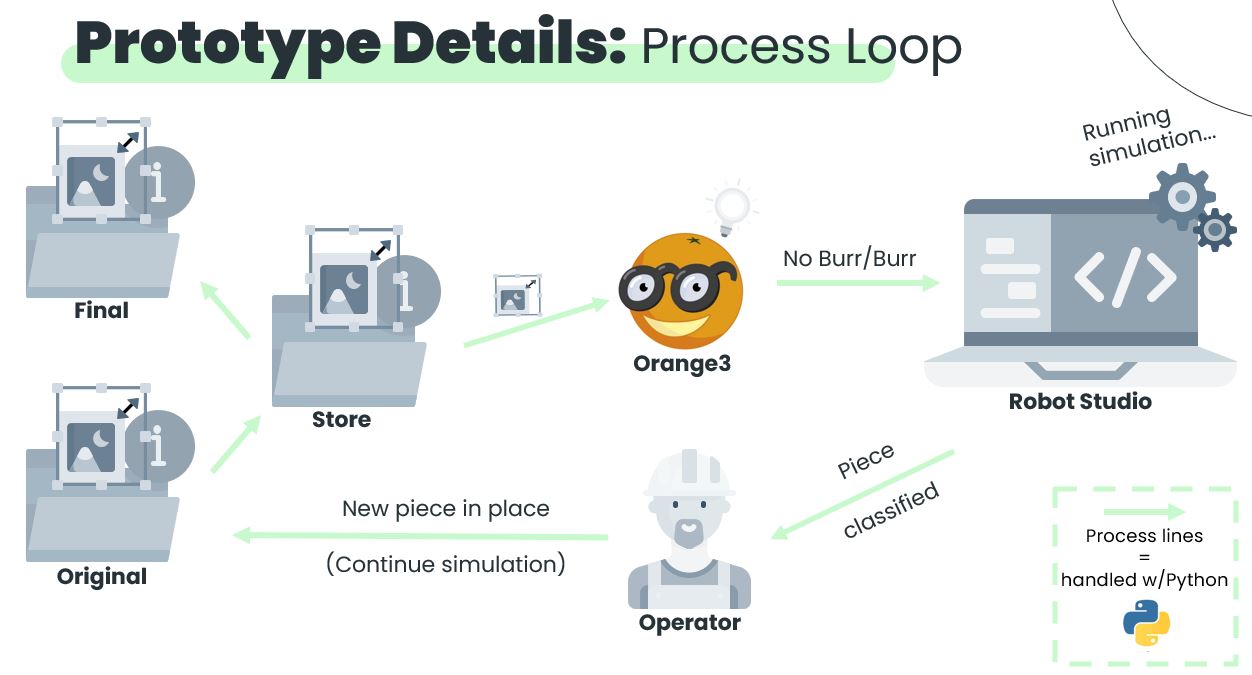 Prototype Details: Process Loop
Running
simulation...
Final
No Burr/Burr
Orange3
Robot Studio
Store
Piece
classified
New piece in place
(Continue simulation)
Original
Operator
Process lines
=
handled w/Python